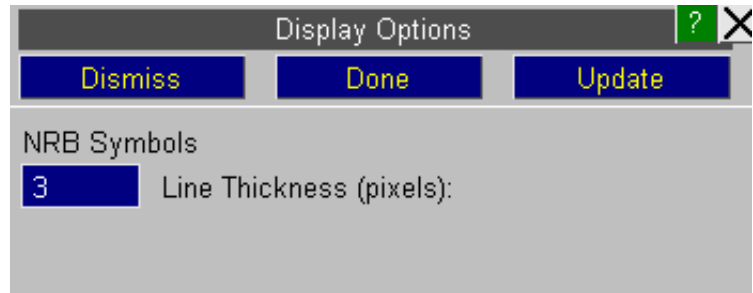 Display Options ?
Dismiss Done Update
NRB Symbols
3 Line Thickness (pixels):